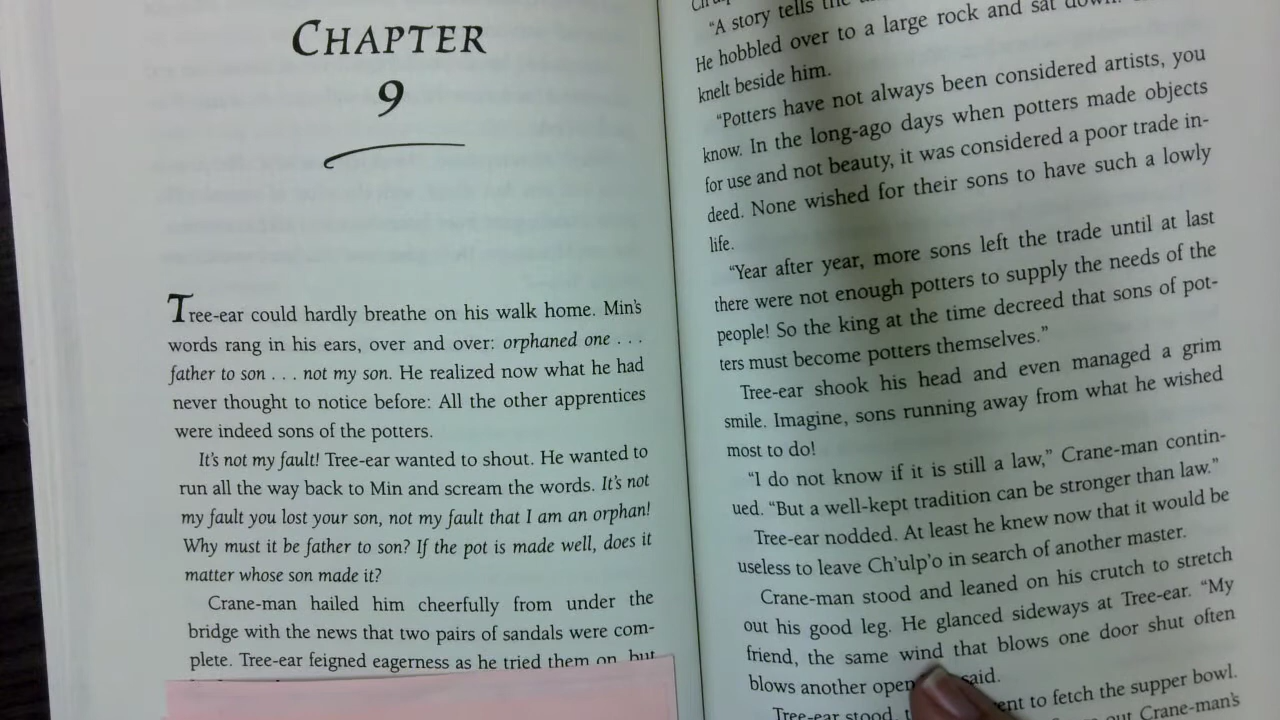 CHAPTER
9
Tree-ear could hardly breathe on his walk home. Min's
words rang in his ears, over and over: orphaned one . . .
father to son . . . not my son. He realized now what he had
never thought to notice before: All the other apprentices
were indeed sons of the potters.
It's not my fault! Tree-ear wanted to shout. He wanted to
run all the way back to Min and scream the words. It's not
my fault you lost your son, not my fault that I am an orphan!
Why must it be father to son? If the pot is made well, does it
matter whose son made it?
Crane-man hailed him cheerfully from under the
bridge with the news that two pairs of sandals were com-
plete. Tree-ear feigned eagerness as he tried them on, but
"A story tells the
He hobbled over to a large rock and sat down.
knelt beside him.
"Potters have not always been considered artists, you
know. In the long-ago days when potters made objects
for use and not beauty, it was considered a poor trade in-
deed. None wished for their sons to have such a lowly
life.
"Year after year, more sons left the trade until at last
there were not enough potters to supply the needs of the
people! So the king at the time decreed that sons of pot-
ters must become potters themselves."
Tree-ear shook his head and even managed a grim
smile. Imagine, sons running away from what he wished
most to do!
"I do not know if it is still a law," Crane-man contin-
ued. "But a well-kept tradition can be stronger than law."
Tree-ear nodded. At least he knew now that it would be
useless to leave Ch'ulp'o in search of another master.
Crane-man stood and leaned on his crutch to stretch
out his good leg. He glanced sideways at Tree-ear. "My
friend, the same wind that blows one door shut often
blows another open said.
Tree-ear stood, to fetch the supper bowl.
out Crane-man's